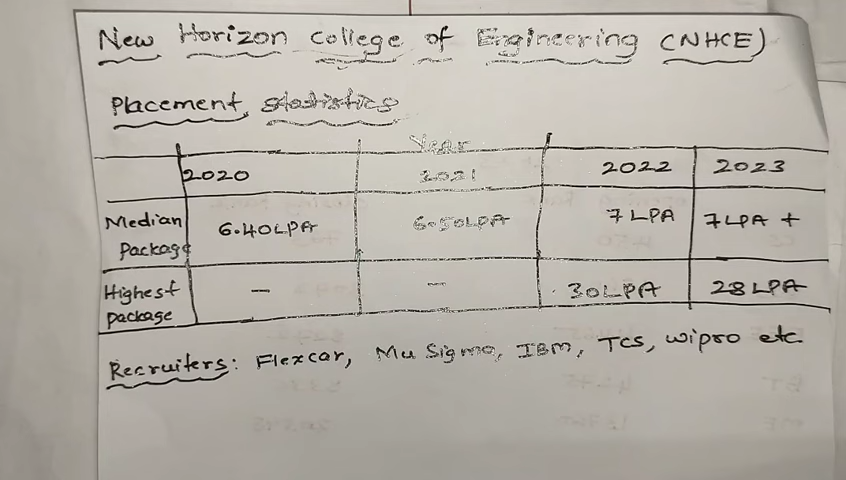 New Horizon College of Engineering (NHCE)
Placement statistics
Year
2020 2021 2022 2023
Median Package 6.40LPA 6.50LPA 7 LPA 7LPA +
Highest package - - 30LPA 28LPA
Recruiters: Flexcar, Mu Sigma, IBM, TCS, wipro etc